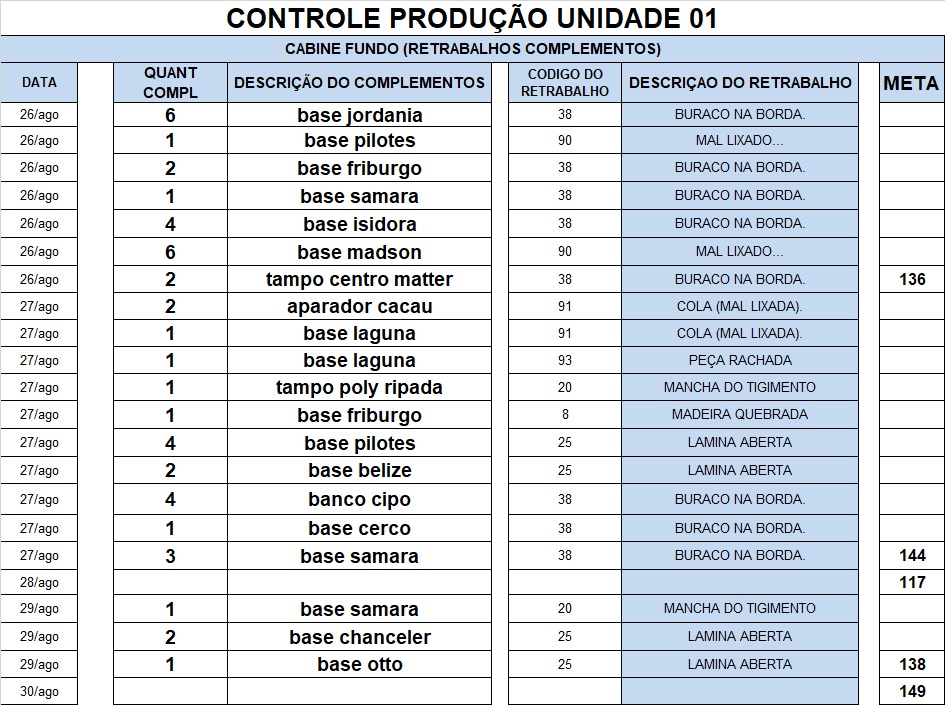 CONTROLE PRODUÇÃO UNIDADE 01
CABINE FUNDO (RETRABALHOS COMPLEMENTOS)
DATA QUANT COMPL DESCRIÇÃO DO COMPLEMENTOS CODIGO DO RETRABALHO DESCRIÇAO DO RETRABALHO META
26/ago 6 base jordania 38 BURACO NA BORDA.
26/ago 1 base pilotes 90 MAL LIXADO...
26/ago 2 base friburgo 38 BURACO NA BORDA.
26/ago 1 base samara 38 BURACO NA BORDA.
26/ago 4 base isidora 38 BURACO NA BORDA.
26/ago 6 base madson 90 MAL LIXADO...
26/ago 2 tampo centro matter 38 BURACO NA BORDA. 136
27/ago 2 aparador cacau 91 COLA (MAL LIXADA).
27/ago 1 base laguna 91 COLA (MAL LIXADA).
27/ago 1 base laguna 93 PEÇA RACHADA
27/ago 1 tampo poly ripada 20 MANCHA DO TIGIMENTO
27/ago 1 base friburgo 8 MADEIRA QUEBRADA
27/ago 4 base pilotes 25 LAMINA ABERTA
27/ago 2 base belize 25 LAMINA ABERTA
27/ago 4 banco cipo 38 BURACO NA BORDA.
27/ago 1 base cerco 38 BURACO NA BORDA.
27/ago 3 base samara 38 BURACO NA BORDA. 144
28/ago 117
29/ago 1 base samara 20 MANCHA DO TIGIMENTO
29/ago 2 base chanceler 25 LAMINA ABERTA
29/ago 1 base otto 25 LAMINA ABERTA 138
30/ago 149